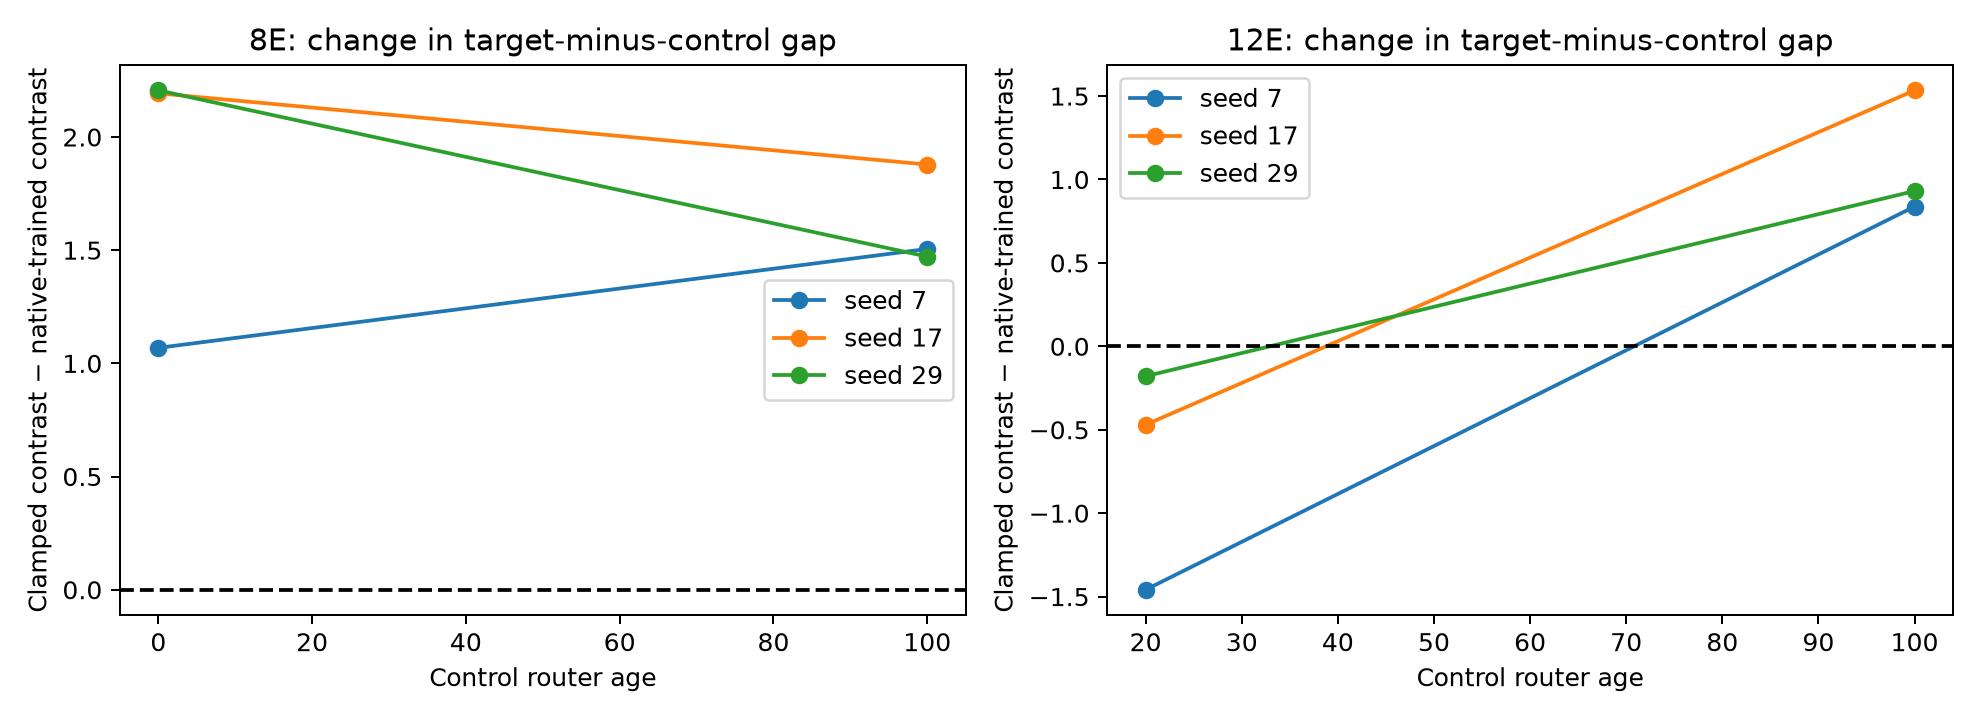 8E: change in target-minus-control gap
Clamped contrast − native-trained contrast
2.0
1.5
1.0
0.5
0.0
seed 7
seed 17
seed 29
0 20 40 60 80 100
Control router age
12E: change in target-minus-control gap
Clamped contrast − native-trained contrast
1.5
1.0
0.5
0.0
−0.5
−1.0
−1.5
seed 7
seed 17
seed 29
20 30 40 50 60 70 80 90 100
Control router age